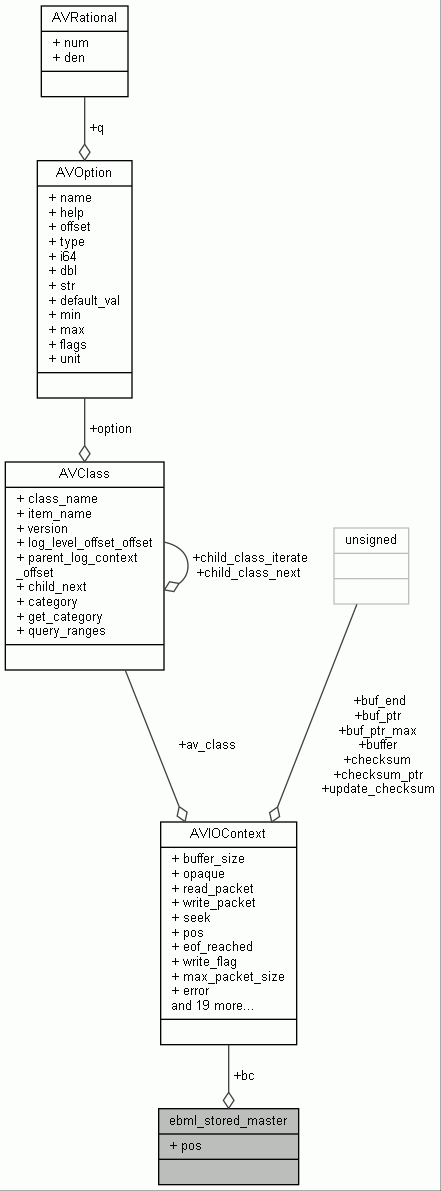 AVRational
+ num
+ den
+q
AVOption
+ name
+ help
+ offset
+ type
+ i64
+ dbl
+ str
+ default_val
+ min
+ max
+ flags
+ unit
+option
AVClass
+ class_name
+ item_name
+ version
+ log_level_offset_offset
+ parent_log_context
_offset
+ child_next
+ category
+ get_category
+ query_ranges
+child_class_iterate
+child_class_next
unsigned
+av_class
+buf_end
+buf_ptr
+buf_ptr_max
+buffer
+checksum
+checksum_ptr
+update_checksum
AVIOContext
+ buffer_size
+ opaque
+ read_packet
+ write_packet
+ seek
+ pos
+ eof_reached
+ write_flag
+ max_packet_size
+ error
and 19 more...
+bc
ebml_stored_master
+ pos